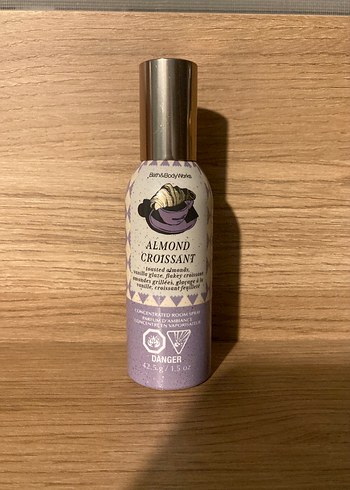 Bath&BodyWorks
ALMOND
CROISSANT
toasted almonds,
vanilla glaze, flakey croissant
amandes grillées, glaçage à la
vanille, croissant feuilleté
CONCENTRATED ROOM SPRAY
PARFUM D'AMBIANCE
CONCENTRÉ EN VAPORISATEUR
DANGER
42.5 g / 1.5 oz